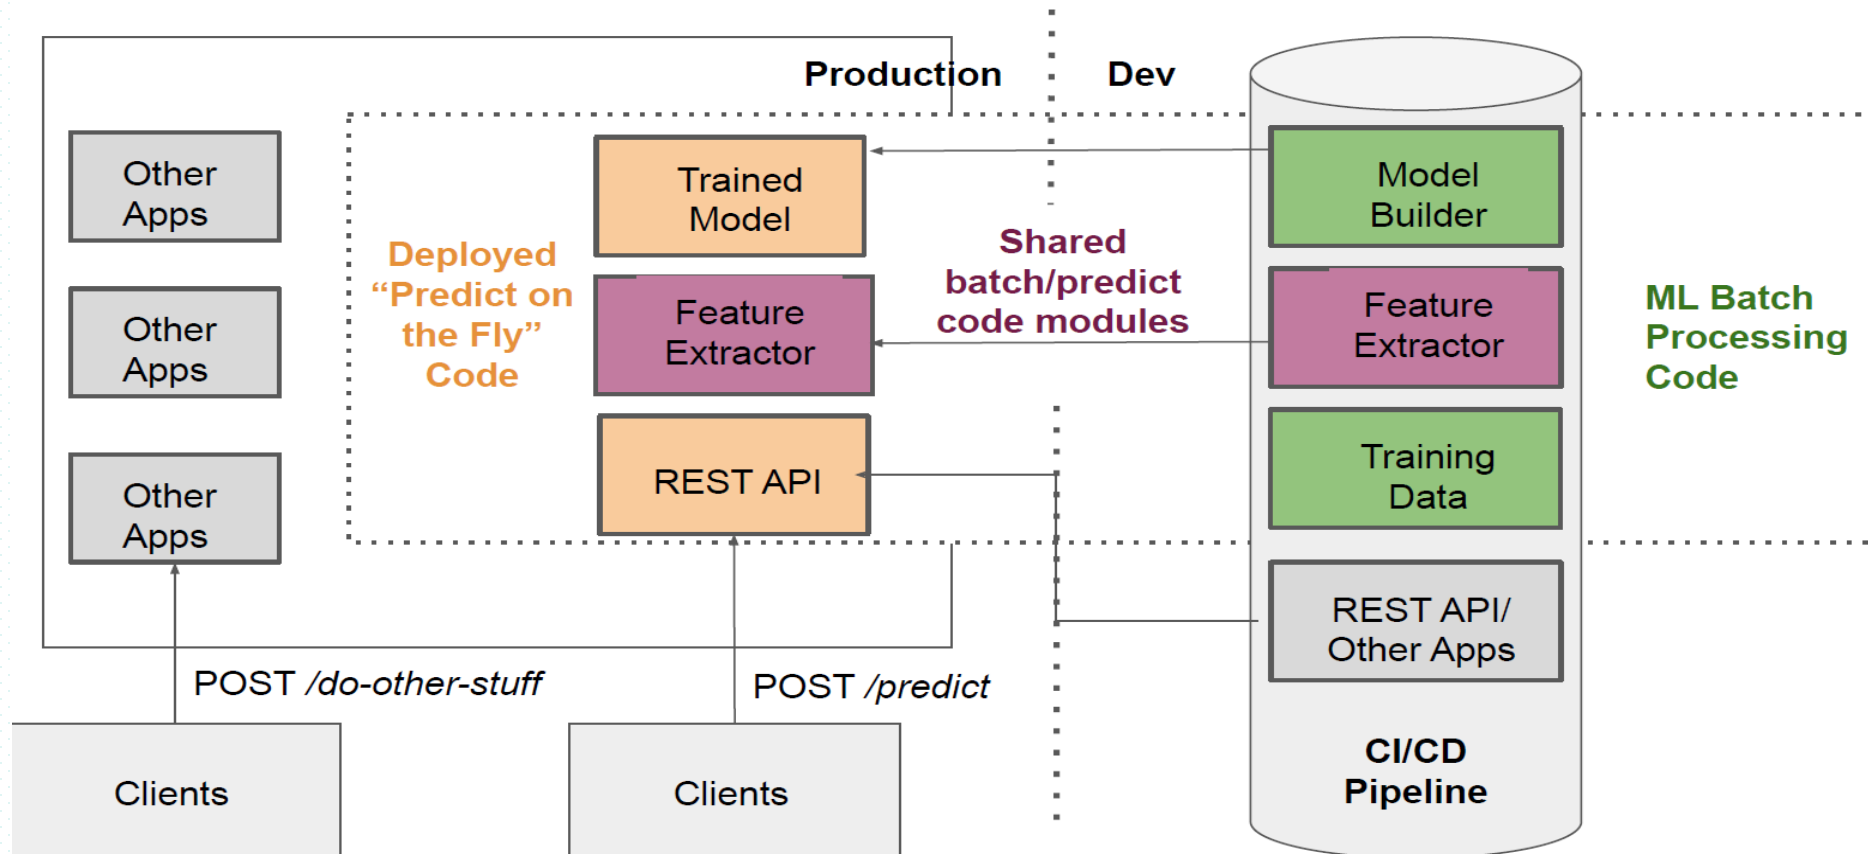 Production
Dev
Other
Apps
Other
Apps
Other
Apps
Deployed
“Predict on
the Fly”
Code
Trained
Model
Feature
Extractor
REST API
Shared
batch/predict
code modules
Model
Builder
Feature
Extractor
Training
Data
REST API/
Other Apps
CI/CD
Pipeline
ML Batch
Processing
Code
POST /do-other-stuff
POST /predict
Clients
Clients